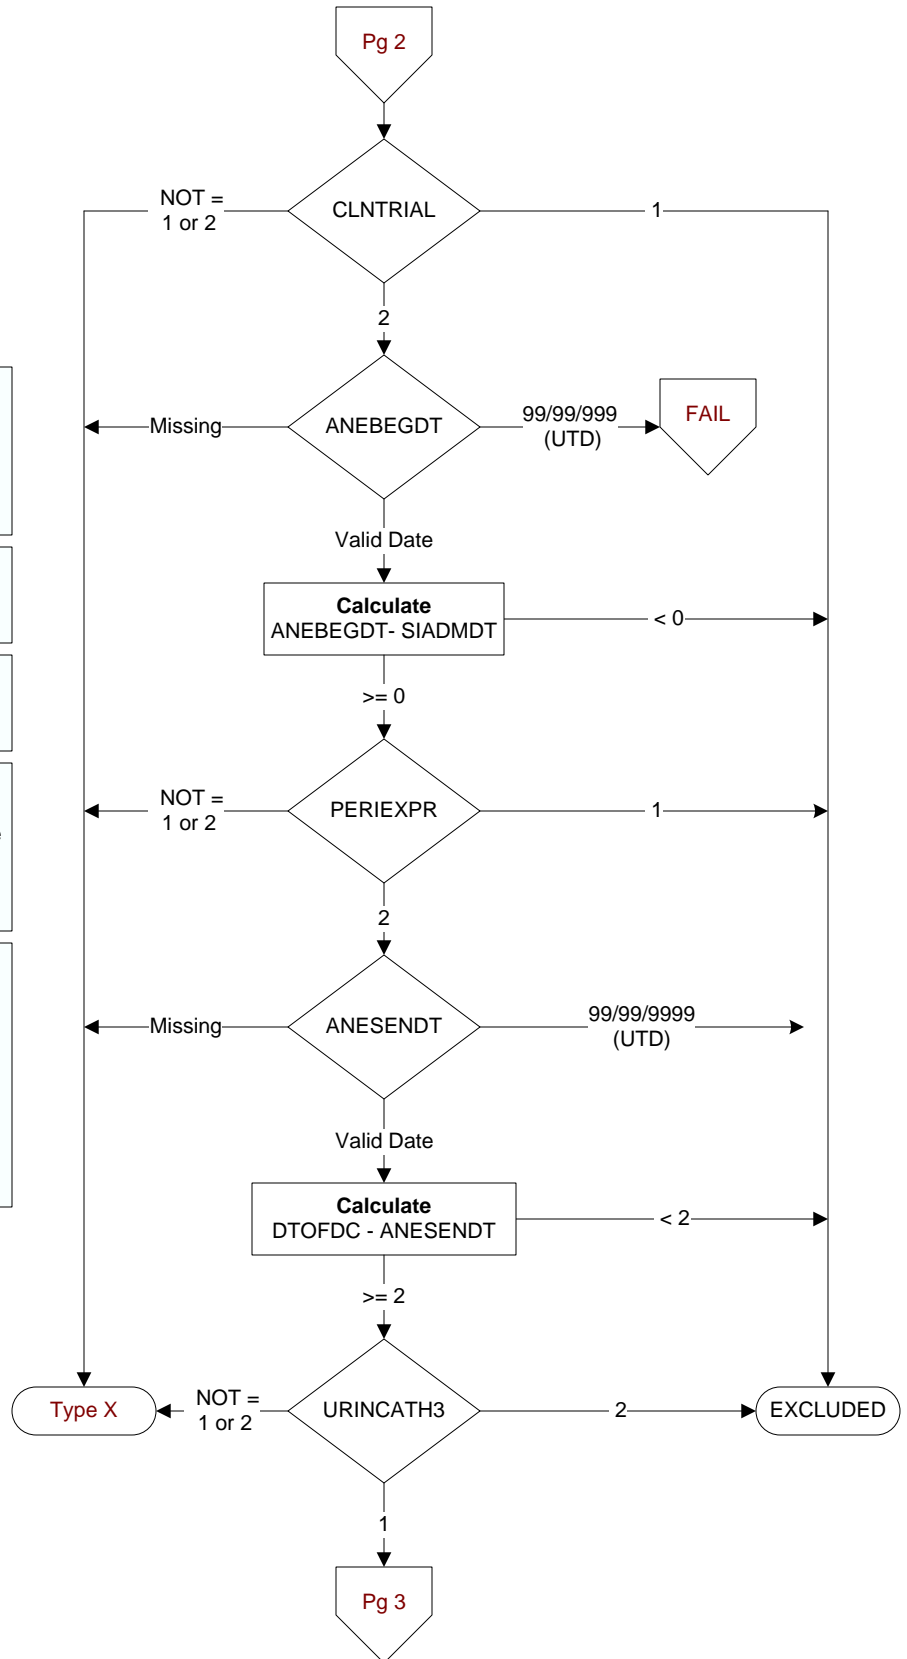 Pg 2
CLNTRIAL
NOT =
1 or 2
1
2
ANEBEGDT
Missing
99/99/999
(UTD)
FAIL
Valid Date
Calculate
ANEBEGDT- SIADMDT
< 0
>= 0
PERIEXPR
NOT =
1 or 2
1
2
ANESENDT
Missing
99/99/9999
(UTD)
Valid Date
Calculate
DTOFDC - ANESENDT
< 2
>= 2
Type X
NOT =
1 or 2
URINCATH3
2
EXCLUDED
1
Pg 3